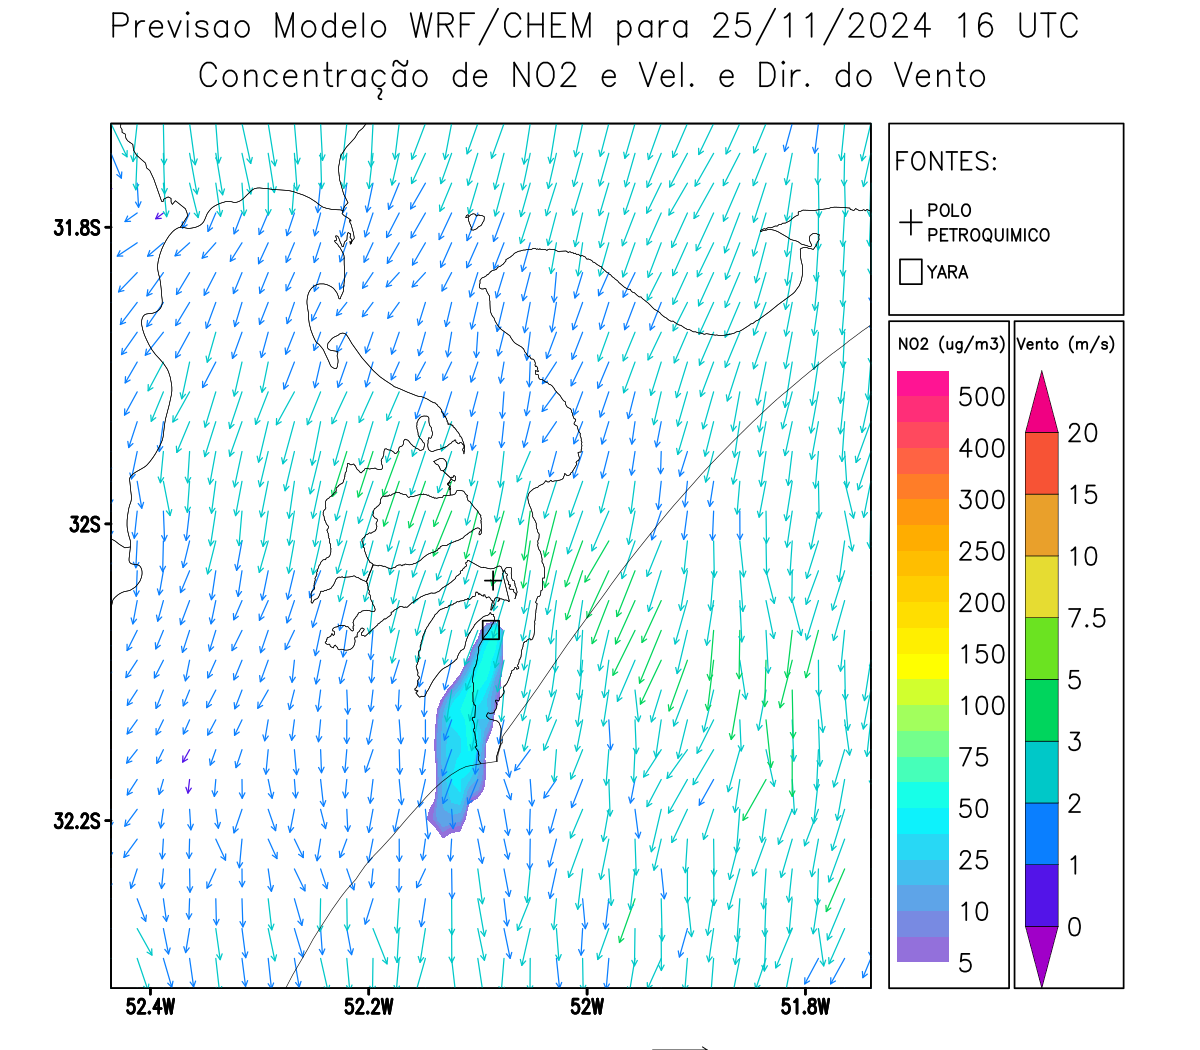 Previsao Modelo WRF/CHEM para 25/11/2024 16 UTC
Concentração de NO2 e Vel. e Dir. do Vento
FONTES:
POLO
PETROQUIMICO
YARA
NO2 (ug/m3)
500
400
300
250
200
150
100
75
50
25
10
5
Vento (m/s)
20
15
10
7.5
5
3
2
1
0
31.8S
32S
32.2S
52.4W
52.2W
52W
51.8W